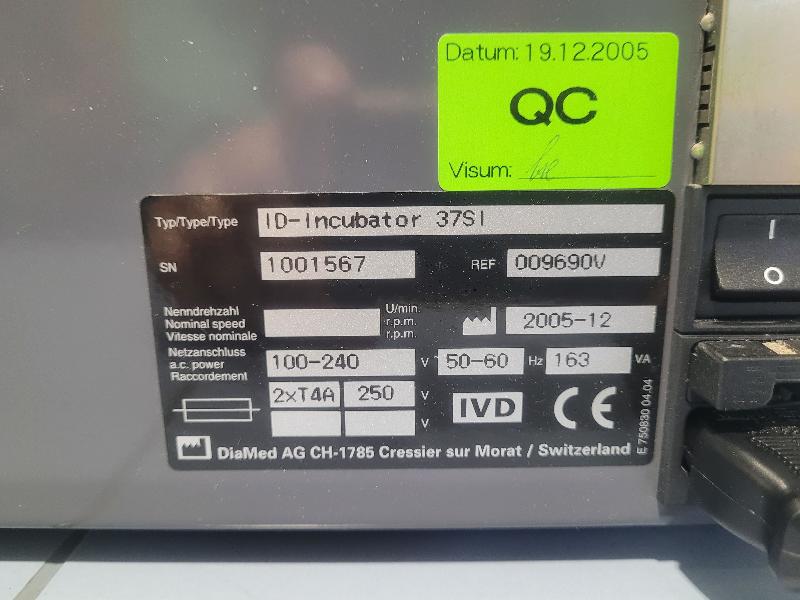 Datum: 19.12.2005
QC
Visum:
Typ/Type/Type ID-Incubator 37SI
SN 1001567 REF 009690V
Nenndrehzahl U/min.
Nominal speed r.p.m.
Vitesse nominale r.p.m.
2005-12
Netzanschluss
a.c. power 100-240 V~ 50-60 Hz 163 VA
Raccordement
2xT4A 250 V
V
IVD CE
DiaMed AG CH-1785 Cressier sur Morat / Switzerland
E 750830 04.04
I
O